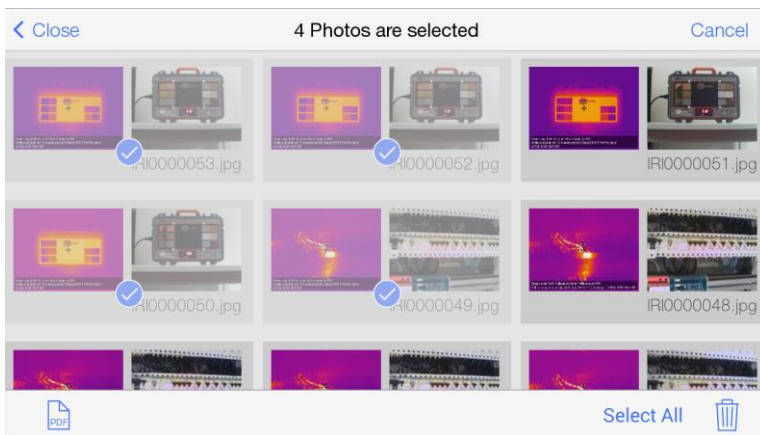 Close
4 Photos are selected
Cancel
IRI0000053.jpg
IRI0000052.jpg
IRI0000051.jpg
IRI0000050.jpg
IRI0000049.jpg
IRI0000048.jpg
PDF
Select All